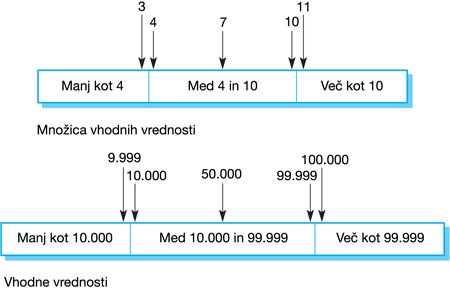 3 11
4 7 10
Manj kot 4 Med 4 in 10 Več kot 10
Množica vhodnih vrednosti
9.999 100.000
10.000 50.000 99.999
Manj kot 10.000 Med 10.000 in 99.999 Več kot 99.999
Vhodne vrednosti